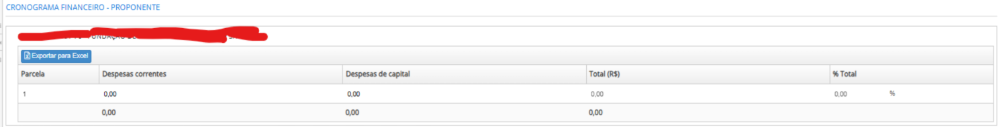 CRONOGRAMA FINANCEIRO - PROPONENTE
Exportar para Excel
Parcela Despesas correntes Despesas de capital Total (R$) % Total
1 0,00 0,00 0,00 0,00 %
0,00 0,00 0,00